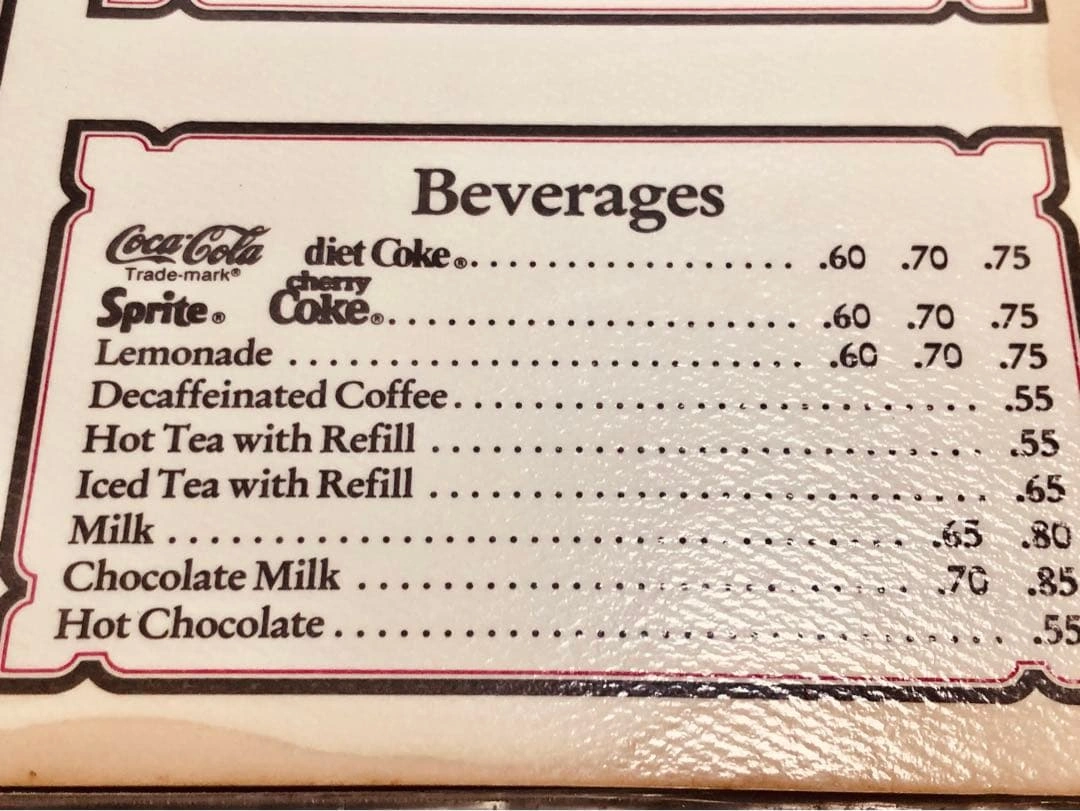 Beverages
Coca-Cola diet Coke®. . . . . . . . . . . . . . . . . . . . .60 .70 .75
Trade-mark®
cherry
Sprite® Coke®. . . . . . . . . . . . . . . . . . . . . . . . . .60 .70 .75
Lemonade . . . . . . . . . . . . . . . . . . . . . . . . . . . . . .60 .70 .75
Decaffeinated Coffee. . . . . . . . . . . . . . . . . . . . . . . . . . .55
Hot Tea with Refill . . . . . . . . . . . . . . . . . . . . . . . . . . . . .55
Iced Tea with Refill . . . . . . . . . . . . . . . . . . . . . . . . . . . . .65
Milk . . . . . . . . . . . . . . . . . . . . . . . . . . . . . . . . . . . . .65 .80
Chocolate Milk . . . . . . . . . . . . . . . . . . . . . . . . . . . .70 .85
Hot Chocolate . . . . . . . . . . . . . . . . . . . . . . . . . . . . . . . . .55